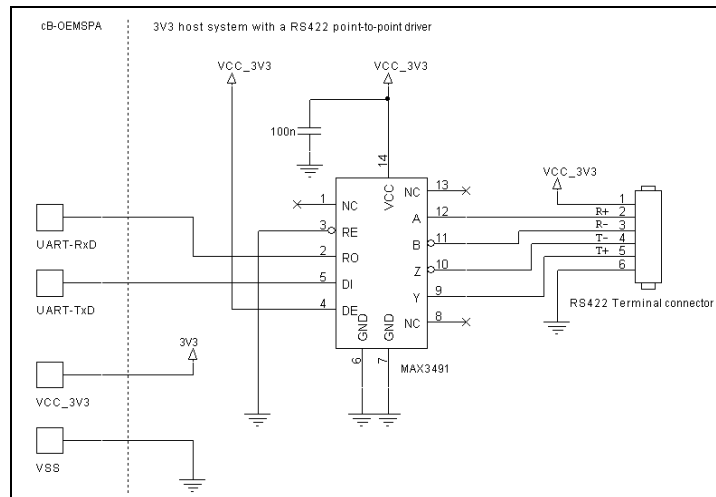 cB-OEMSPA
3V3 host system with a RS422 point-to-point driver
VCC_3V3
VCC_3V3
100n
14
VCC
VCC_3V3
1
NC
NC
13
3
RE
A
12
R+
1
2
UART-RxD
2
RO
B
11
R-
3
UART-TxD
5
DI
Z
10
T-
4
4
DE
Y
9
T+
5
6
GND
GND
NC
8
RS422 Terminal connector
6
7
MAX3491
3V3
VCC_3V3
VSS